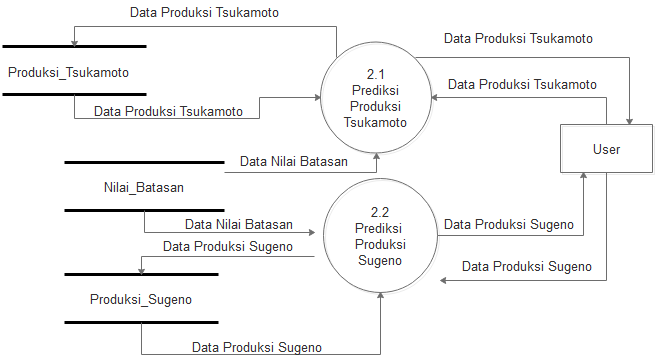 Data Produksi Tsukamoto
Data Produksi Tsukamoto
Produksi_Tsukamoto
2.1
Prediksi
Produksi
Tsukamoto
Data Produksi Tsukamoto
Data Produksi Tsukamoto
User
Data Nilai Batasan
Nilai_Batasan
2.2
Prediksi
Produksi
Sugeno
Data Nilai Batasan
Data Produksi Sugeno
Data Produksi Sugeno
Data Produksi Sugeno
Produksi_Sugeno
Data Produksi Sugeno